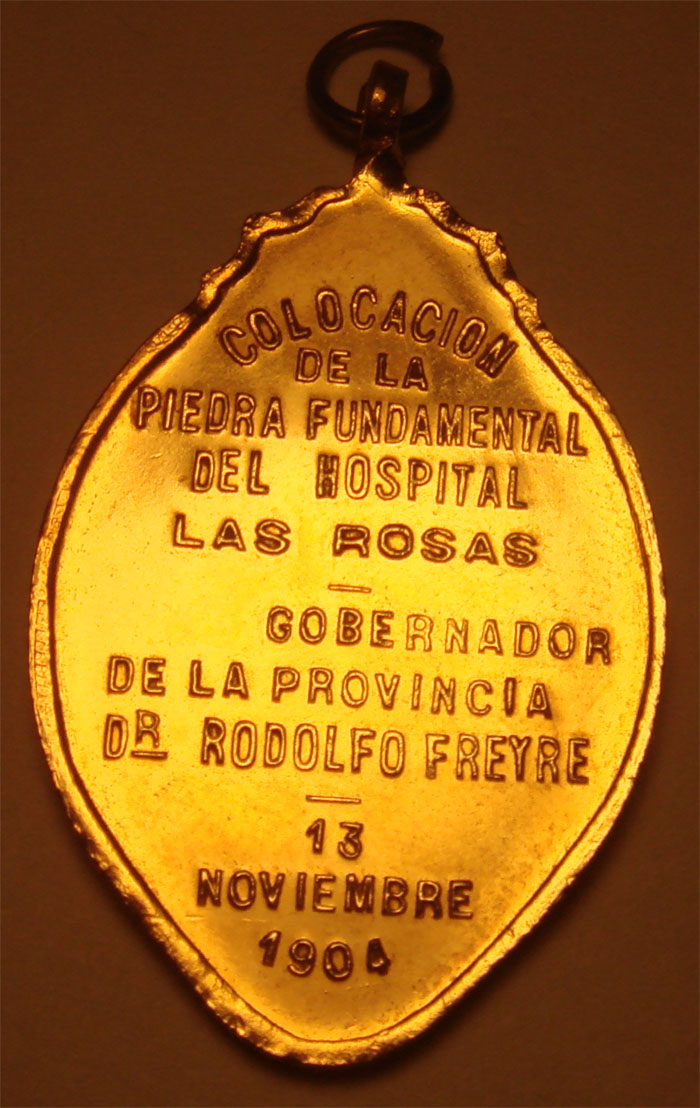 COLOCACION
DE LA
PIEDRA FUNDAMENTAL
DEL HOSPITAL
LAS ROSAS
—
GOBERNADOR
DE LA PROVINCIA
DR RODOLFO FREYRE
—
13
NOVIEMBRE
1904